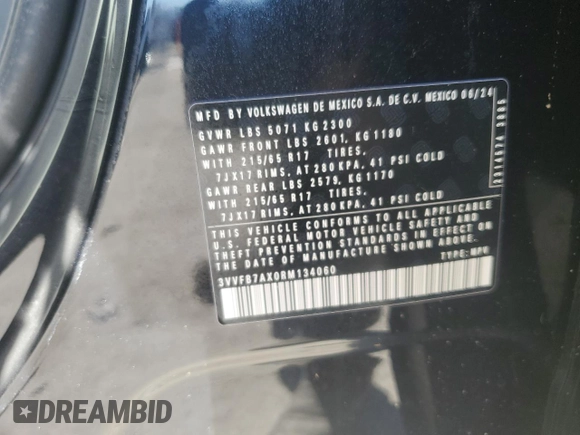 MFD BY VOLKSWAGEN DE MEXICO S.A. DE C.V. MEXICO 06/24
GVWR LBS 5071 KG 2300
GAWR FRONT LBS 2601, KG 1180
WITH 215/65 R17 TIRES.
7JX17 RIMS, AT 280 KPA, 41 PSI COLD
GAWR REAR LBS 2579, KG 1170
WITH 215/65 R17 TIRES.
7JX17 RIMS, AT 280 KPA, 41 PSI COLD
THIS VEHICLE CONFORMS TO ALL APPLICABLE
U.S. FEDERAL MOTOR VEHICLE SAFETY AND
THEFT PREVENTION STANDARDS IN EFFECT ON
THE DATE OF MANUFACTURE SHOWN ABOVE
TYPE: MPV
3VVFB7AX0RM134060
DREAMBID